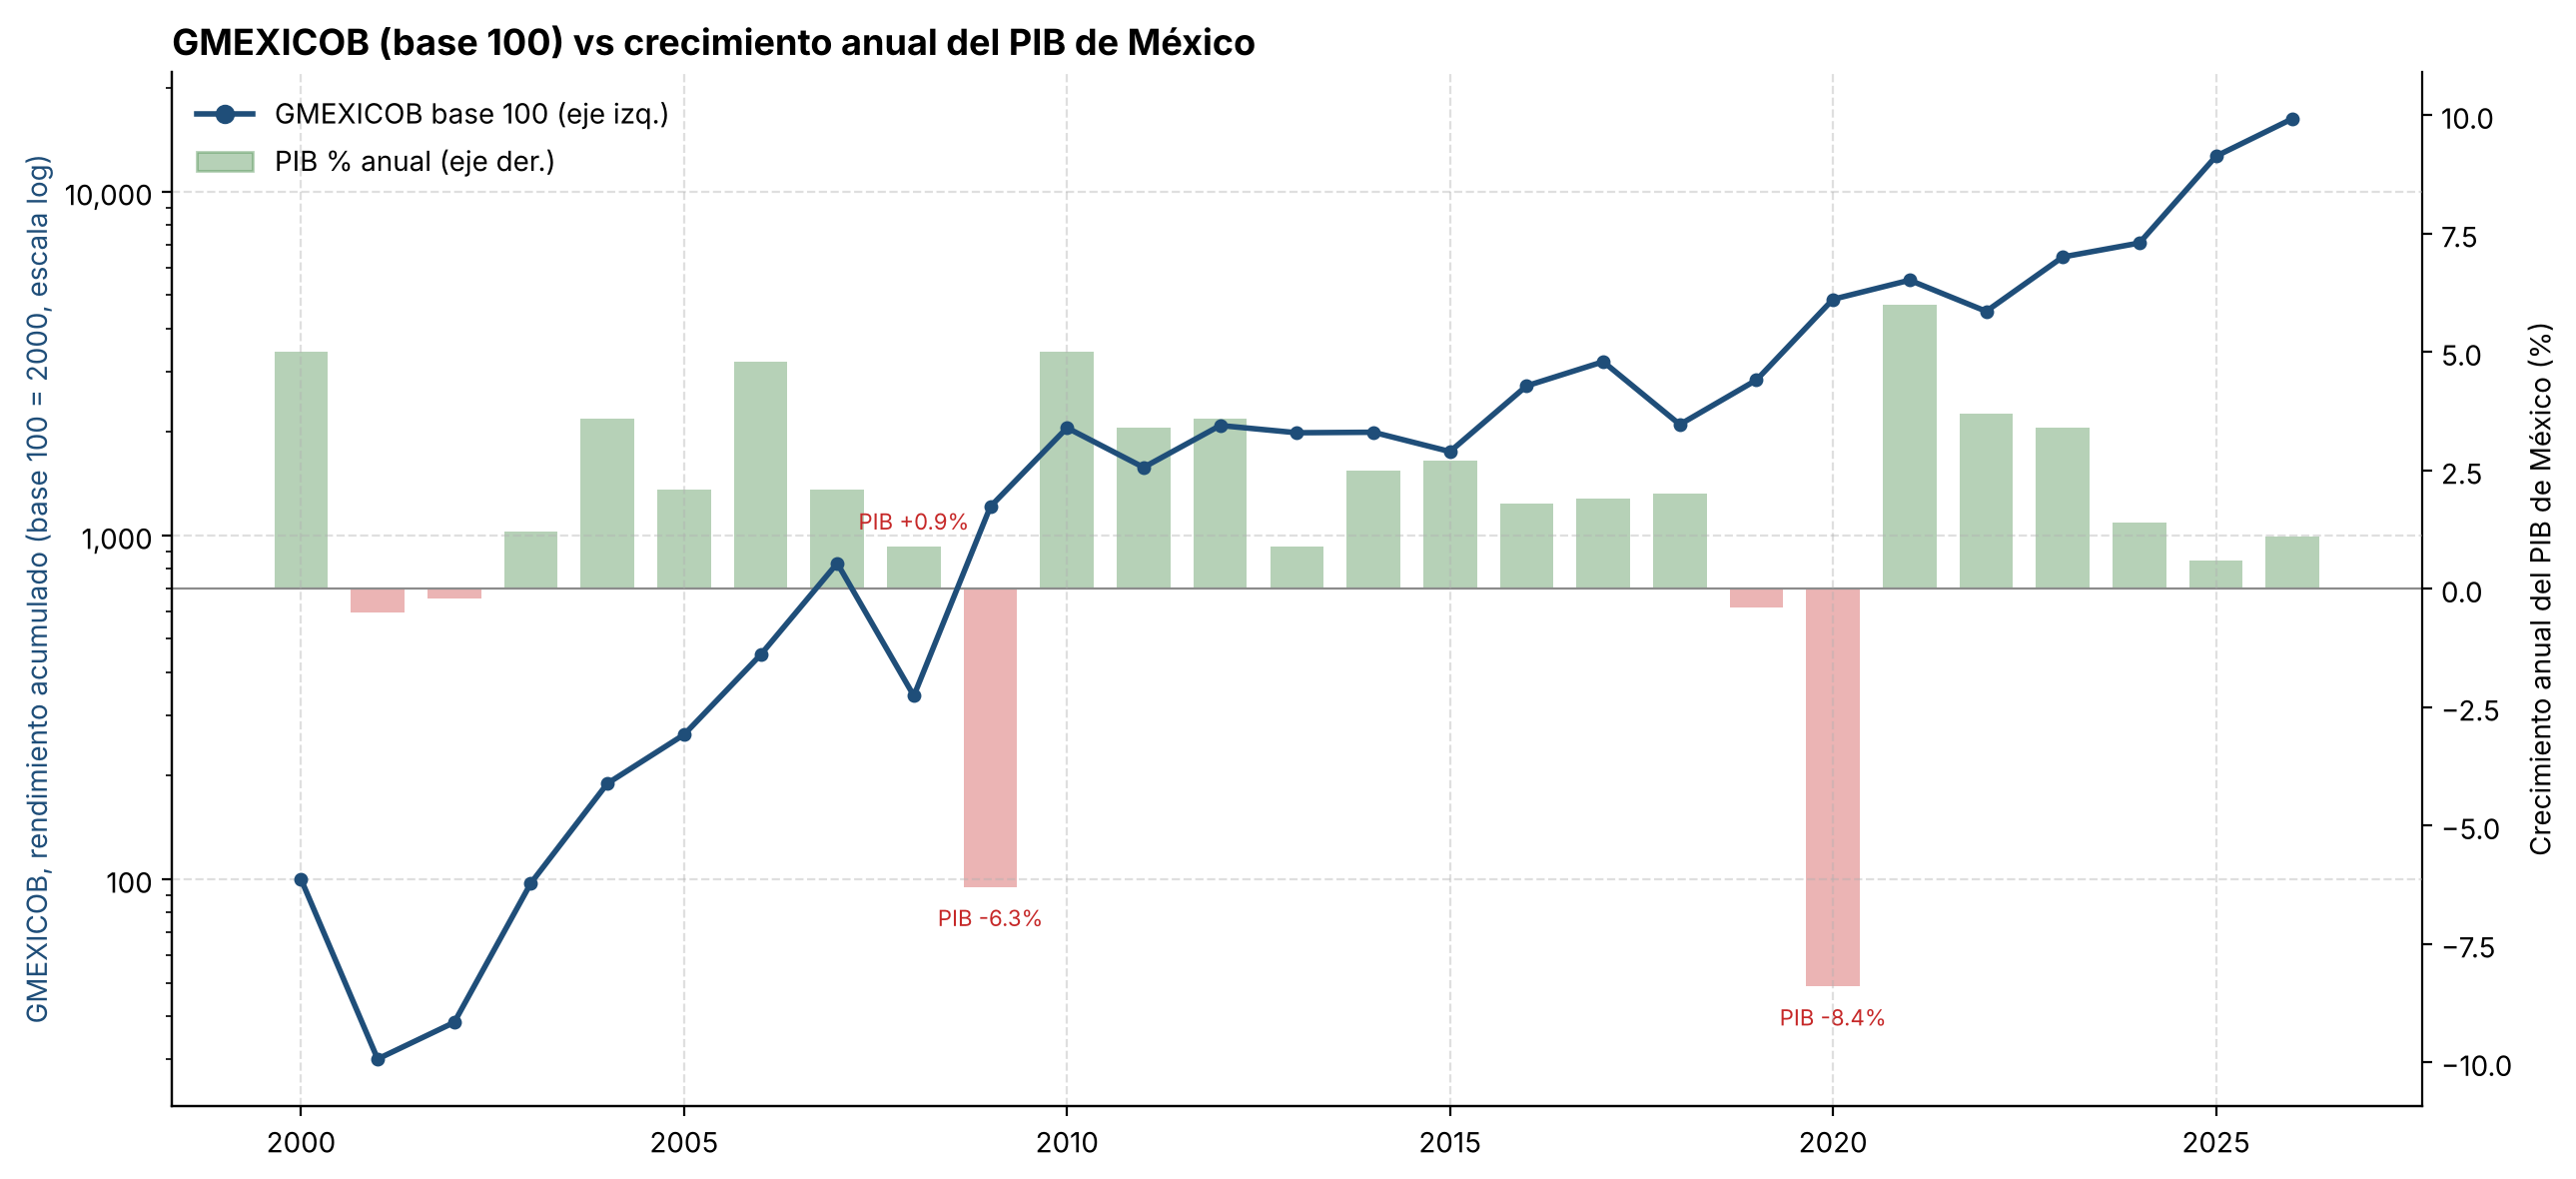 GMEXICOB (base 100) vs crecimiento anual del PIB de México
GMEXICOB base 100 (eje izq.)
PIB % anual (eje der.)
GMEXICOB, rendimiento acumulado (base 100 = 2000, escala log)
10,000
1,000
100
PIB +0.9%
PIB -6.3%
PIB -8.4%
10.0
7.5
5.0
2.5
0.0
−2.5
−5.0
−7.5
−10.0
Crecimiento anual del PIB de México (%)
2000 2005 2010 2015 2020 2025